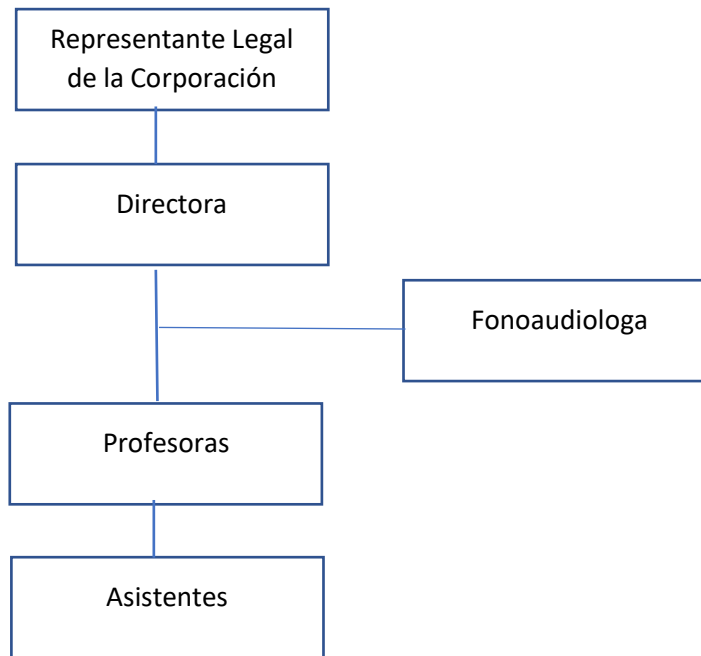 Representante Legal
de la Corporación
Directora
Fonoaudiologa
Profesoras
Asistentes